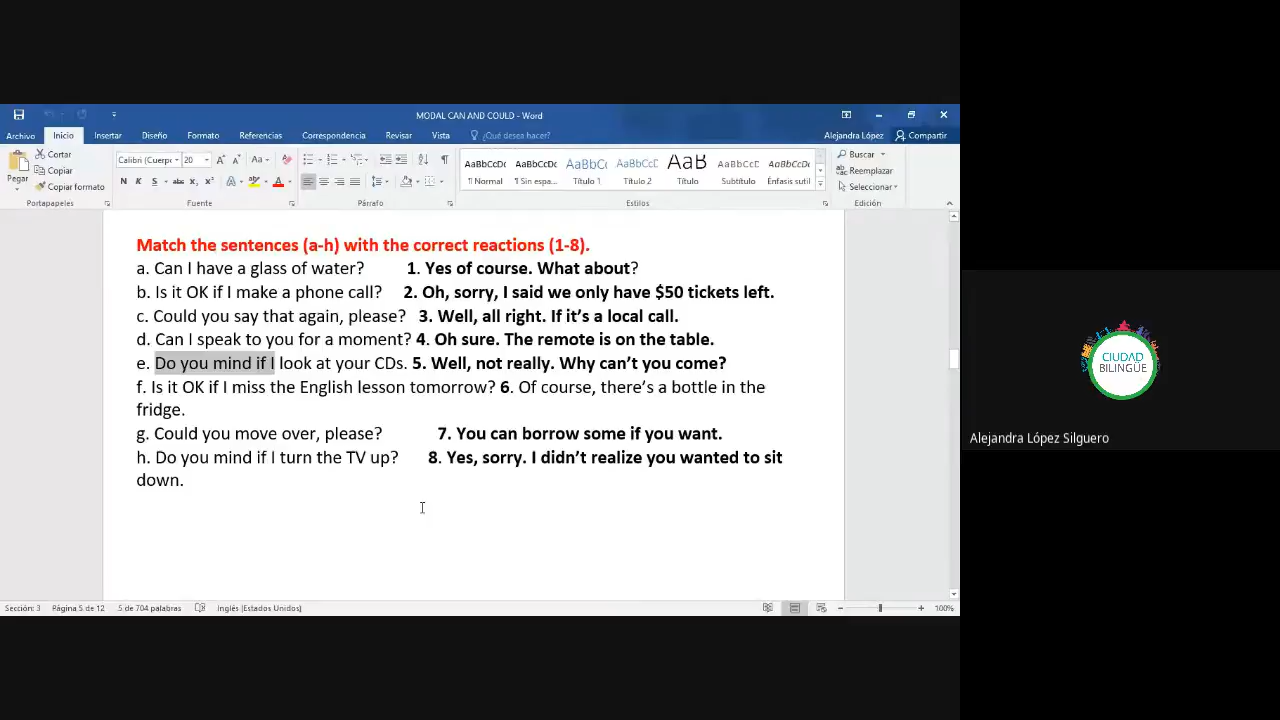 MODAL CAN AND COULD - Word
Archivo Inicio Insertar Diseño Formato Referencias Correspondencia Revisar Vista ¿Qué desea hacer? Alejandra López Compartir
Pegar
Cortar
Copiar
Copiar formato
Portapapeles
Calibri (Cuerp 20
Fuente
Párrafo
AaBbCcDc AaBbCcDc AaBbC( AaBbCcC AaB AaBbCcD AaBbCcDc
¶ Normal ¶ Sin espa... Título 1 Título 2 Título Subtítulo Énfasis sutil
Estilos
Buscar
Reemplazar
Seleccionar
Edición
Match the sentences (a-h) with the correct reactions (1-8).
a. Can I have a glass of water? 1. Yes of course. What about?
b. Is it OK if I make a phone call? 2. Oh, sorry, I said we only have $50 tickets left.
c. Could you say that again, please? 3. Well, all right. If it's a local call.
d. Can I speak to you for a moment? 4. Oh sure. The remote is on the table.
e. Do you mind if I look at your CDs. 5. Well, not really. Why can't you come?
f. Is it OK if I miss the English lesson tomorrow? 6. Of course, there's a bottle in the
fridge.
g. Could you move over, please? 7. You can borrow some if you want.
h. Do you mind if I turn the TV up? 8. Yes, sorry. I didn't realize you wanted to sit
down.
Sección: 3 Página 5 de 12 5 de 704 palabras Inglés (Estados Unidos) 100%
CIUDAD
BILINGÜE
Alejandra López Silguero